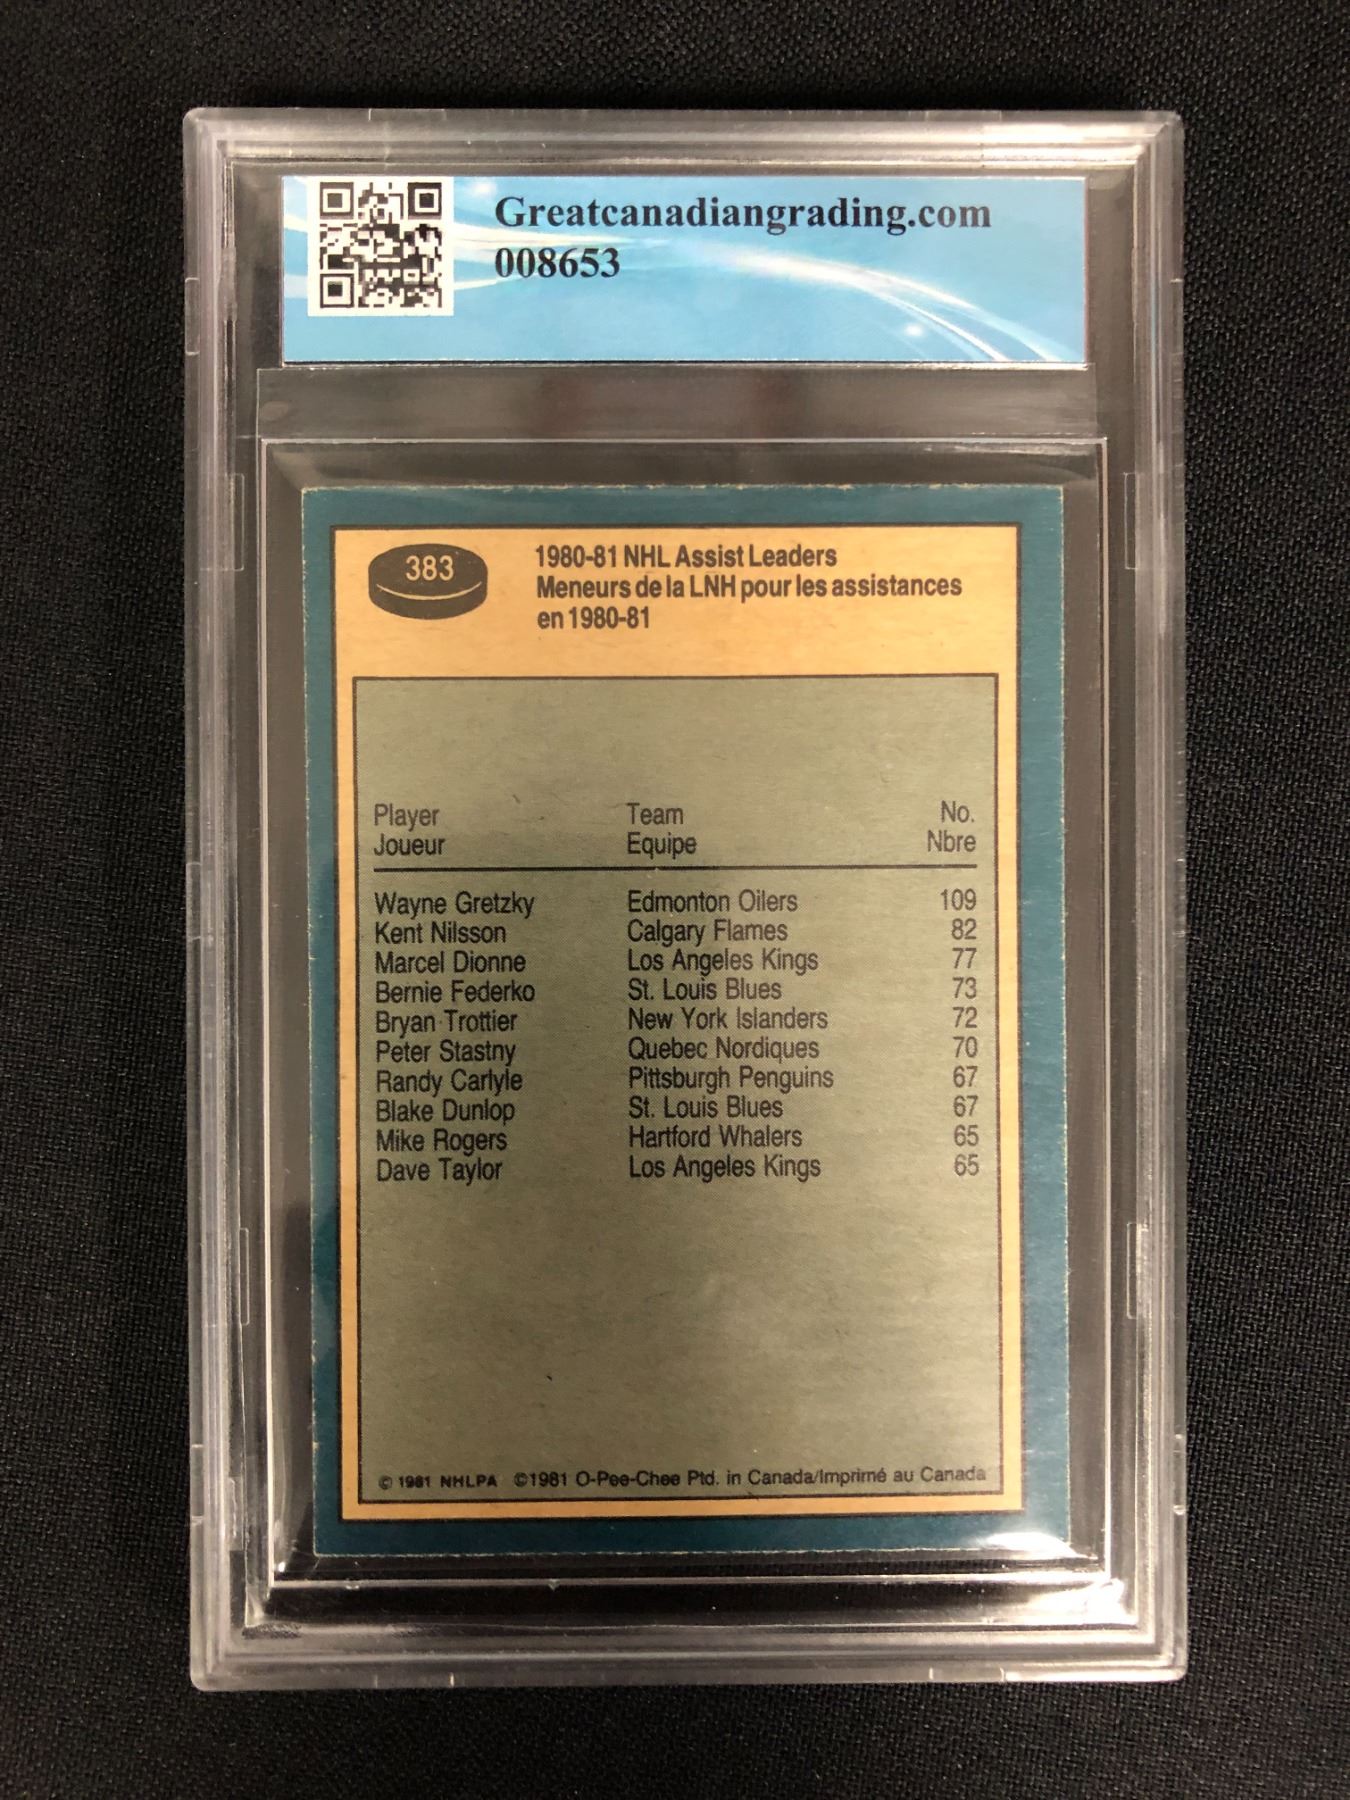 Greatcanadiangrading.com
008653
383
1980-81 NHL Assist Leaders
Meneurs de la LNH pour les assistances
en 1980-81
Player Team No.
Joueur Equipe Nbre
Wayne Gretzky Edmonton Oilers 109
Kent Nilsson Calgary Flames 82
Marcel Dionne Los Angeles Kings 77
Bernie Federko St. Louis Blues 73
Bryan Trottier New York Islanders 72
Peter Stastny Quebec Nordiques 70
Randy Carlyle Pittsburgh Penguins 67
Blake Dunlop St. Louis Blues 67
Mike Rogers Hartford Whalers 65
Dave Taylor Los Angeles Kings 65
© 1981 NHLPA ©1981 O-Pee-Chee Ptd. in Canada/Imprimé au Canada